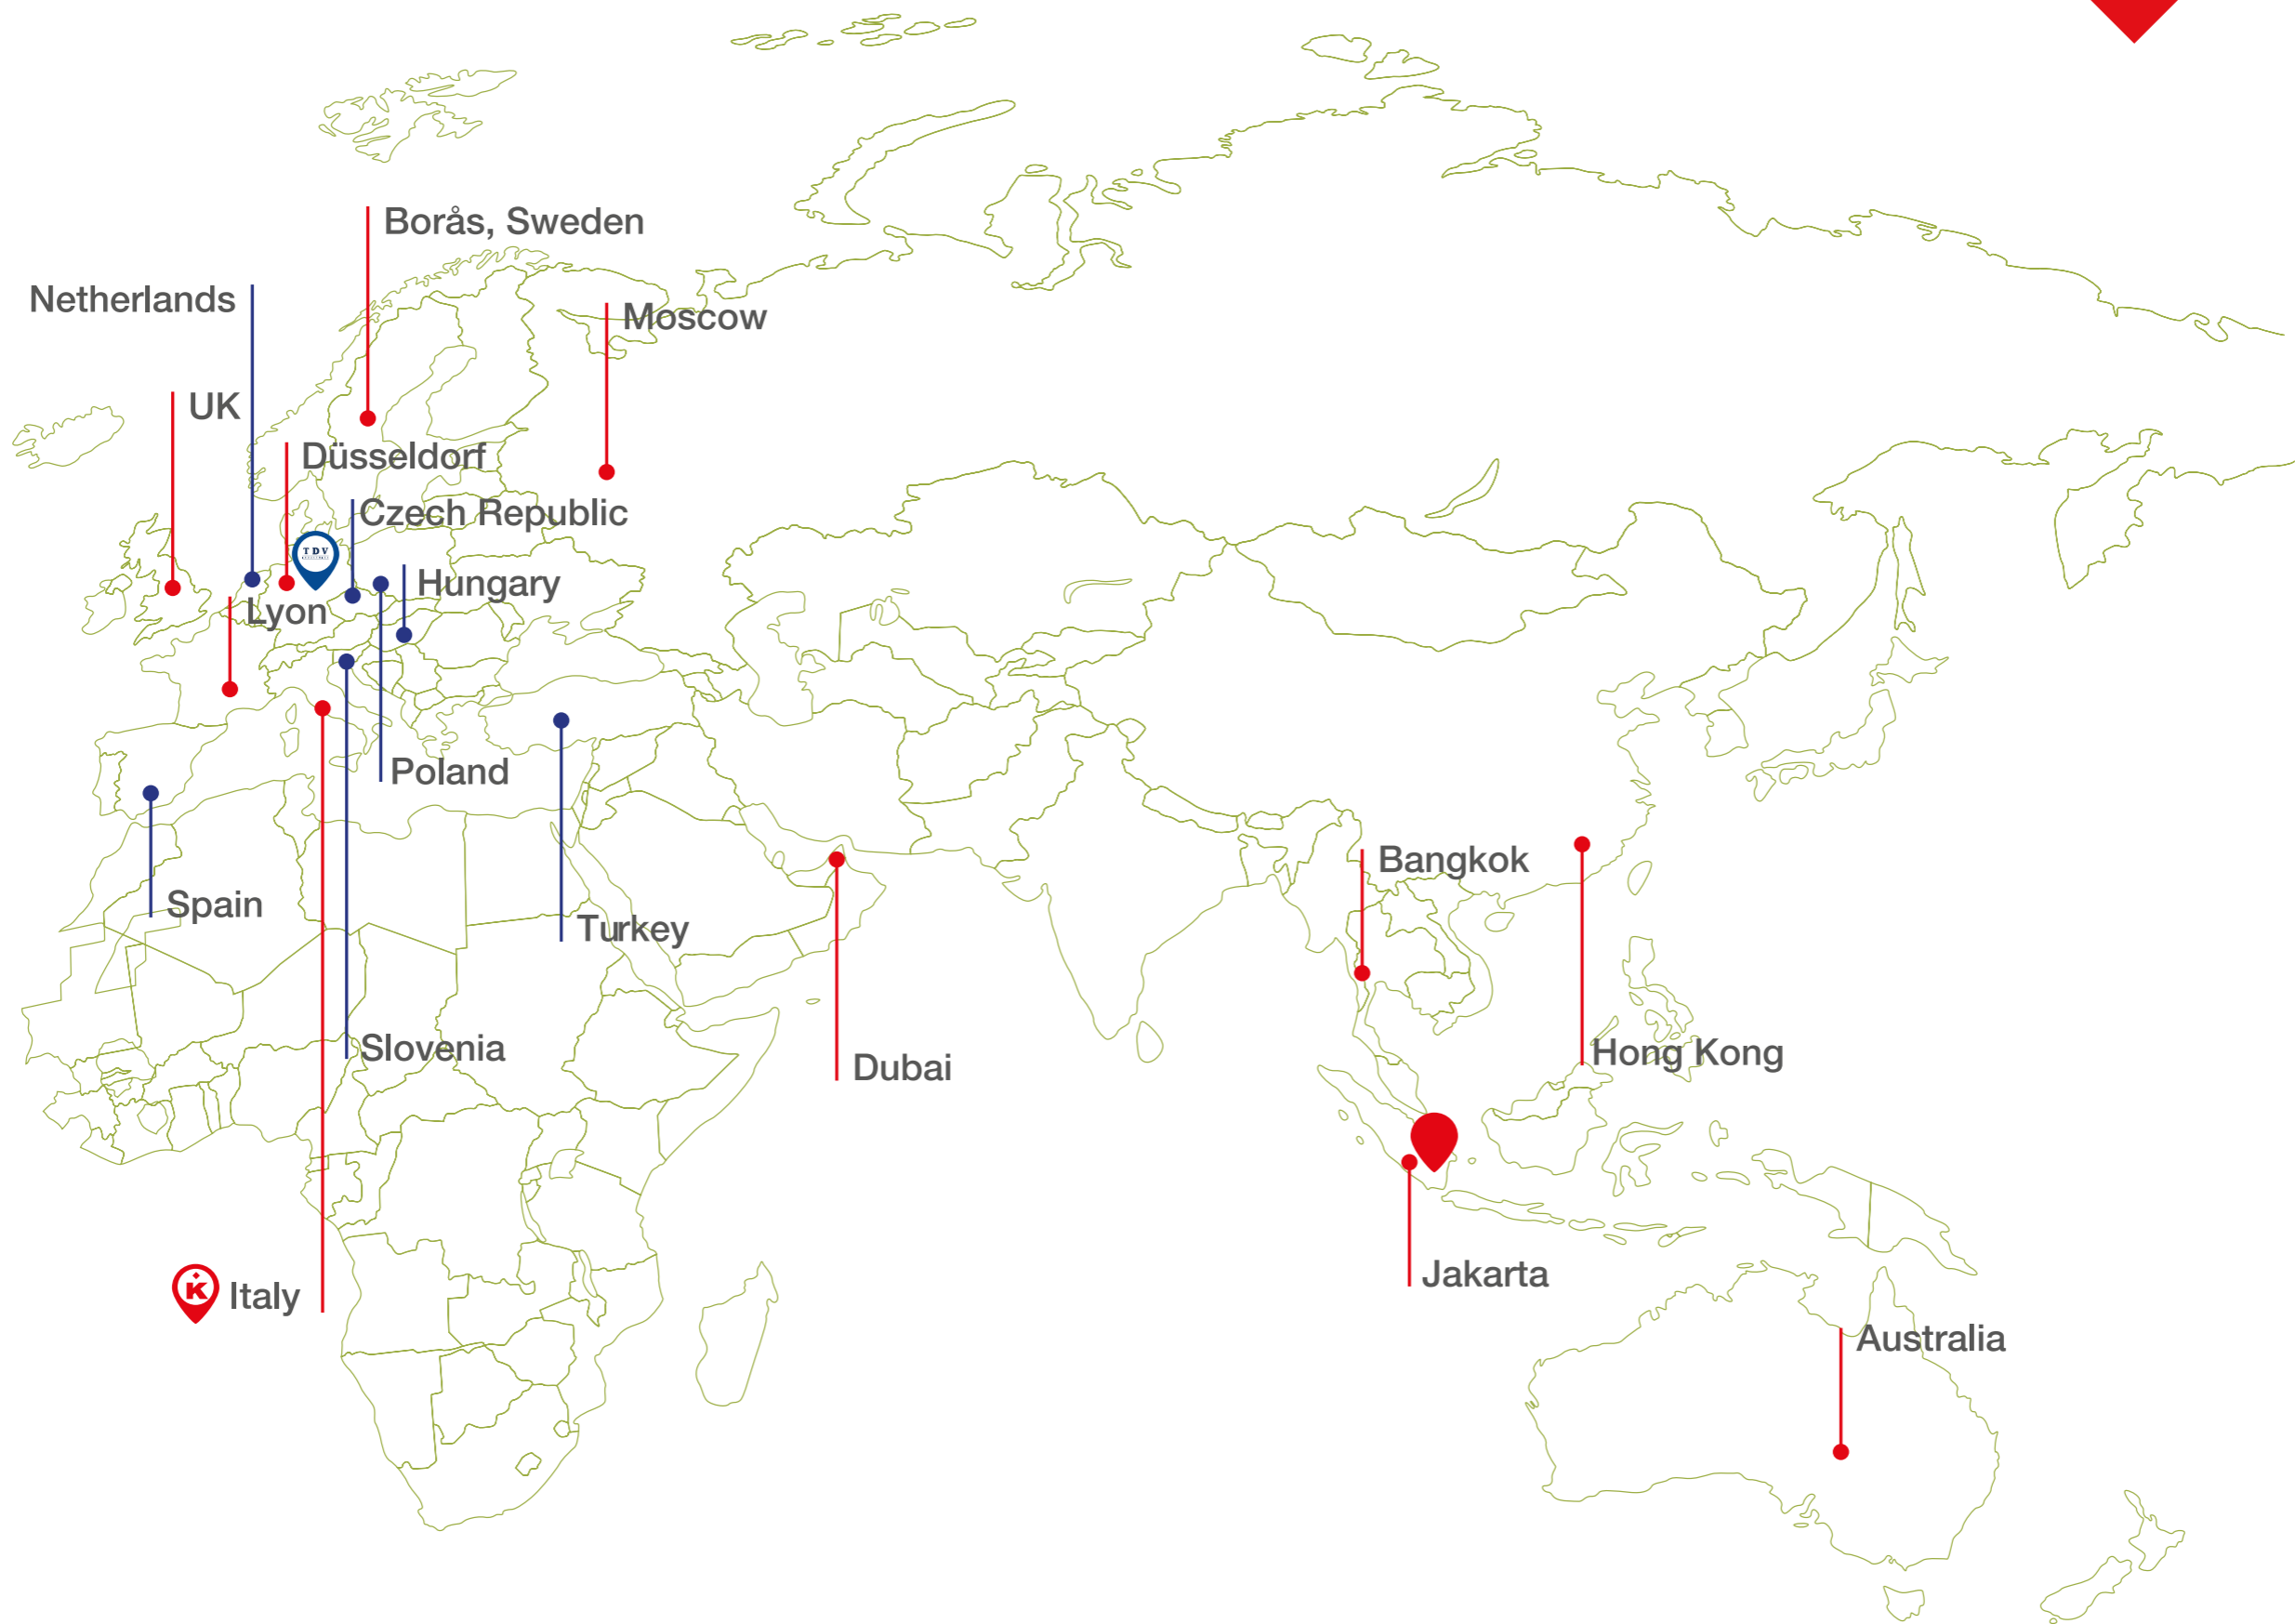 Borås, Sweden
Netherlands
Moscow
UK
Düsseldorf
Czech Republic
TDV
Hungary
Lyon
Poland
Bangkok
Spain
Turkey
Slovenia
Hong Kong
Dubai
Jakarta
K
Italy
Australia